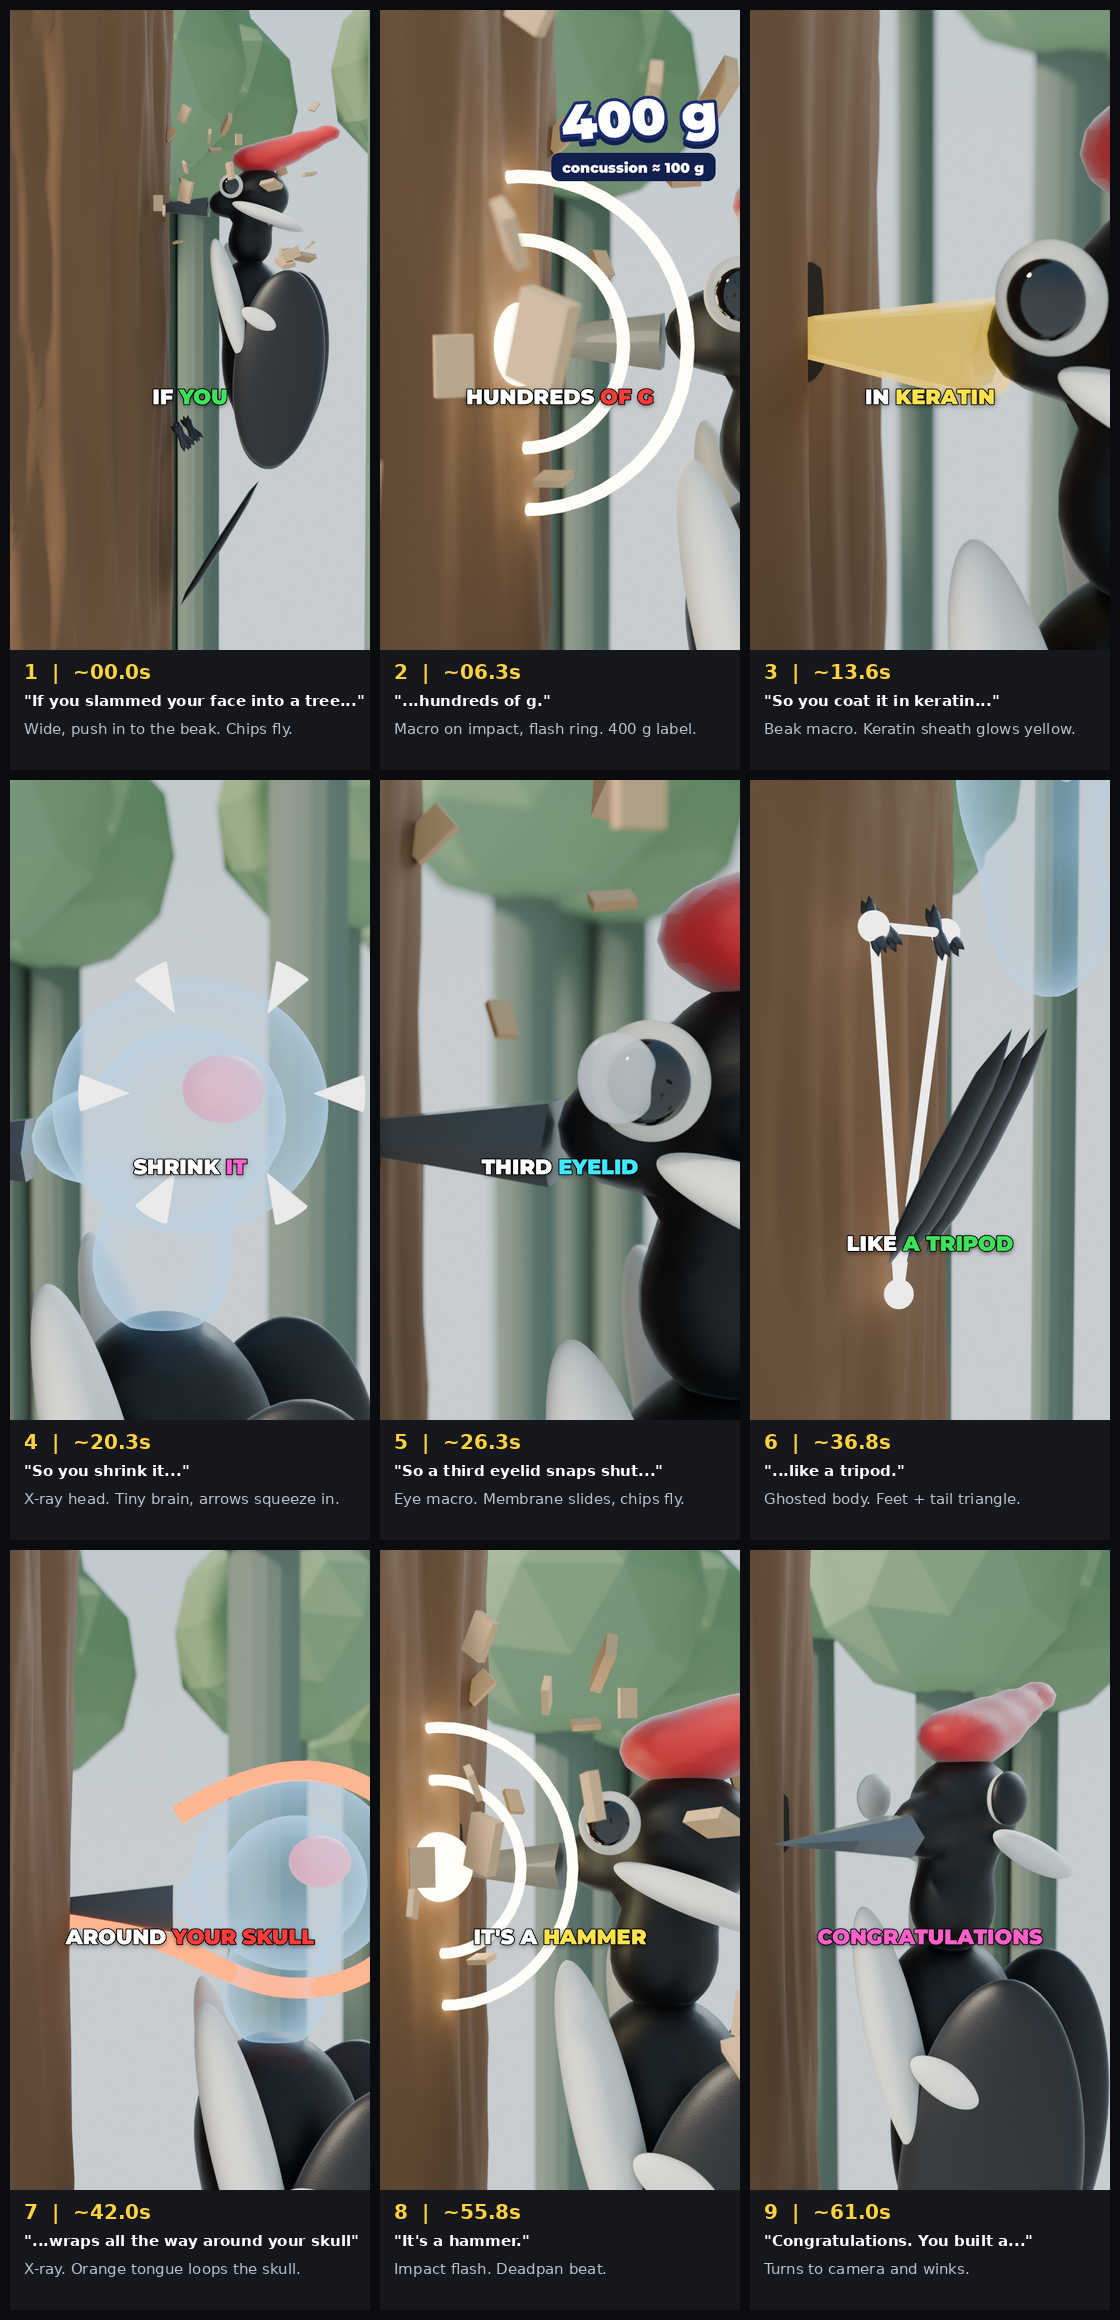 400 g
concussion ≈ 100 g
IF YOU
HUNDREDS OF G
IN KERATIN
1 | ~00.0s
"If you slammed your face into a tree..."
Wide, push in to the beak. Chips fly.
2 | ~06.3s
"...hundreds of g."
Macro on impact, flash ring. 400 g label.
3 | ~13.6s
"So you coat it in keratin..."
Beak macro. Keratin sheath glows yellow.
SHRINK IT
THIRD EYELID
LIKE A TRIPOD
4 | ~20.3s
"So you shrink it..."
X-ray head. Tiny brain, arrows squeeze in.
5 | ~26.3s
"So a third eyelid snaps shut..."
Eye macro. Membrane slides, chips fly.
6 | ~36.8s
"...like a tripod."
Ghosted body. Feet + tail triangle.
AROUND YOUR SKULL
IT'S A HAMMER
CONGRATULATIONS
7 | ~42.0s
"...wraps all the way around your skull"
X-ray. Orange tongue loops the skull.
8 | ~55.8s
"It's a hammer."
Impact flash. Deadpan beat.
9 | ~61.0s
"Congratulations. You built a..."
Turns to camera and winks.